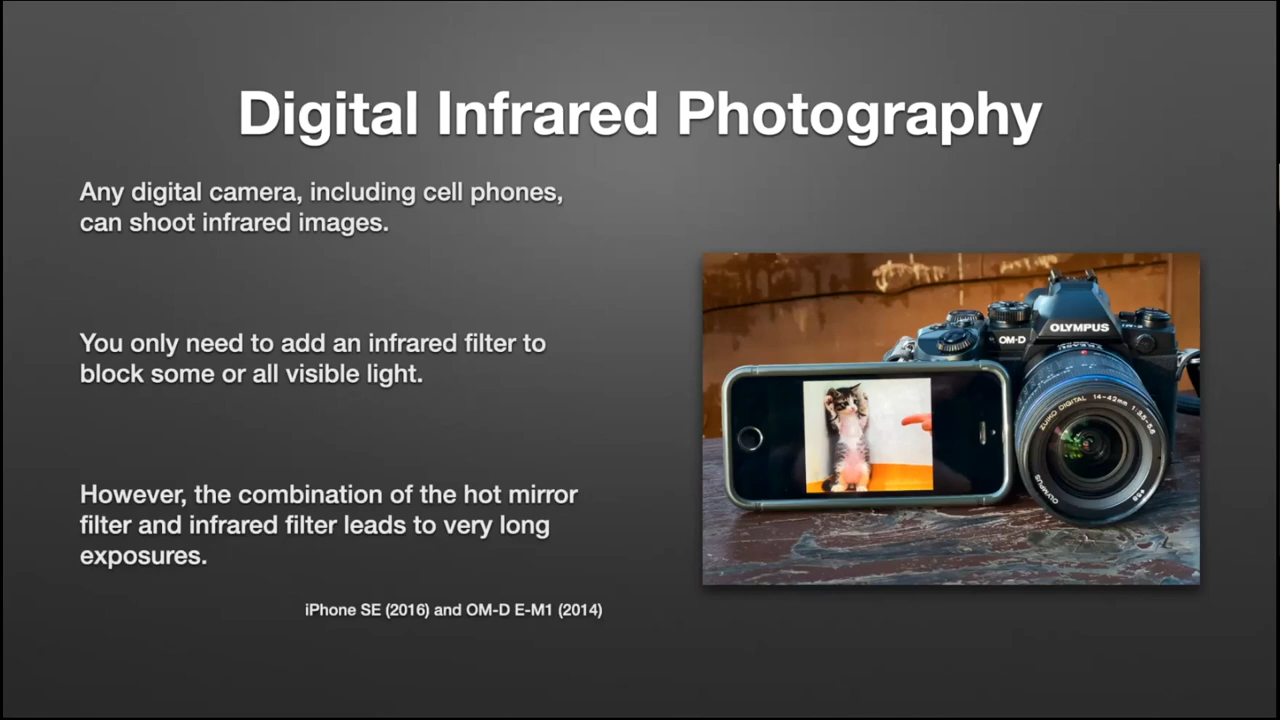 Digital Infrared Photography
Any digital camera, including cell phones,
can shoot infrared images.
You only need to add an infrared filter to
block some or all visible light.
However, the combination of the hot mirror
filter and infrared filter leads to very long
exposures.
iPhone SE (2016) and OM-D E-M1 (2014)
OLYMPUS
OM-D
ZUIKO DIGITAL 14-42mm 1:3.5-5.6
OLYMPUS